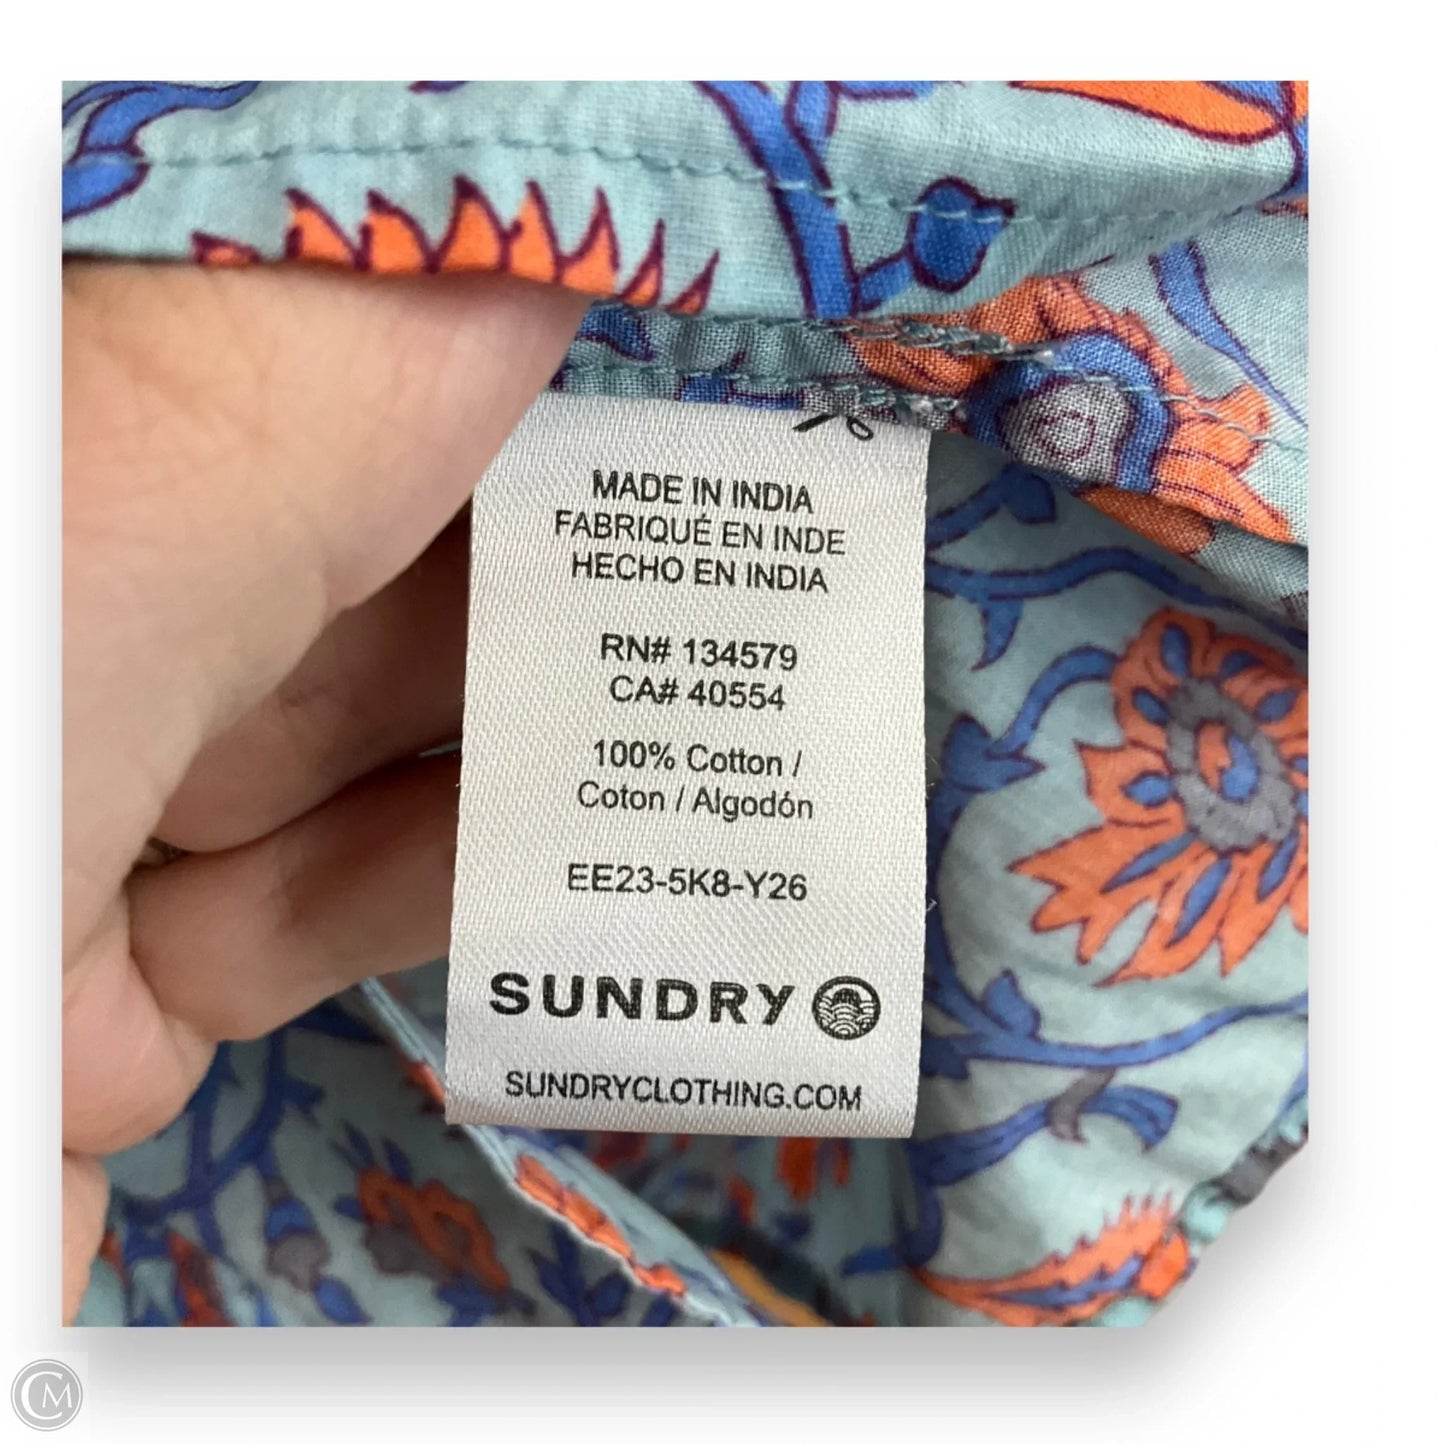 MADE IN INDIA
FABRIQUÉ EN INDE
HECHO EN INDIA
RN# 134579
CA# 40554
100% Cotton /
Coton / Algodón
EE23-5K8-Y26
SUNDRY
SUNDRYCLOTHING.COM
CM